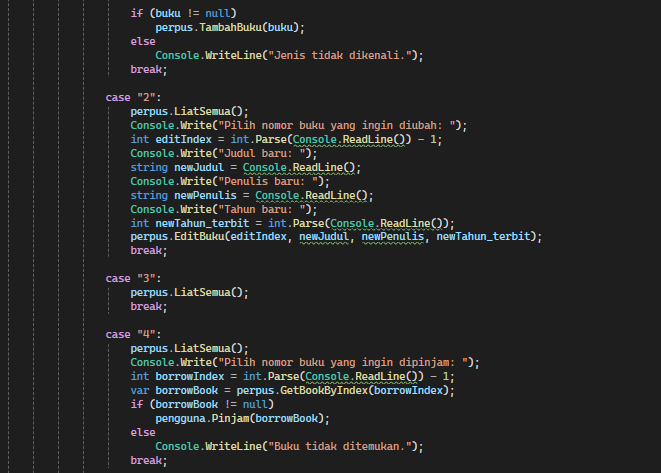 if (buku != null)
perpus.TambahBuku(buku);
else
Console.WriteLine("Jenis tidak dikenali.");
break;
case "2":
perpus.LiatSemua();
Console.Write("Pilih nomor buku yang ingin diubah: ");
int editIndex = int.Parse(Console.ReadLine()) - 1;
Console.Write("Judul baru: ");
string newJudul = Console.ReadLine();
Console.Write("Penulis baru: ");
string newPenulis = Console.ReadLine();
Console.Write("Tahun baru: ");
int newTahun_terbit = int.Parse(Console.ReadLine());
perpus.EditBuku(editIndex, newJudul, newPenulis, newTahun_terbit);
break;
case "3":
perpus.LiatSemua();
break;
case "4":
perpus.LiatSemua();
Console.Write("Pilih nomor buku yang ingin dipinjam: ");
int borrowIndex = int.Parse(Console.ReadLine()) - 1;
var borrowBook = perpus.GetBookByIndex(borrowIndex);
if (borrowBook != null)
pengguna.Pinjam(borrowBook);
else
Console.WriteLine("Buku tidak ditemukan.");
break;